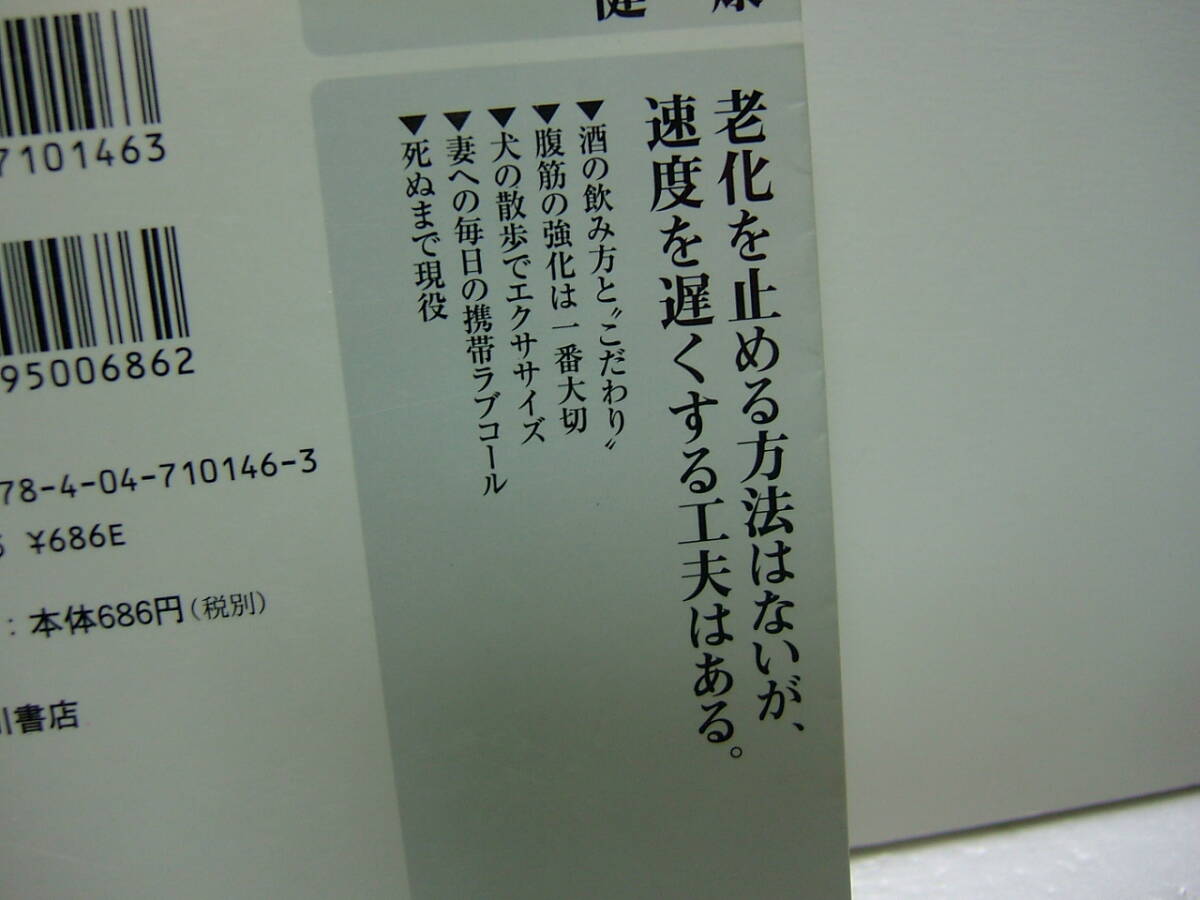 健康
老化を止める方法はないが、
速度を遅くする工夫はある。
▼酒の飲み方と〝こだわり〟
▼腹筋の強化は一番大切
▼犬の散歩でエクササイズ
▼妻への毎日の携帯ラブコール
▼死ぬまで現役
7101463
95006862
78-4-04-710146-3
¥686E
:本体686円(税別)
川書店